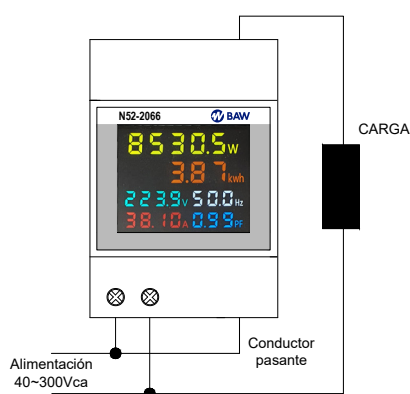 N52-2066 BAW
8530.5W
3.87kwh
223.9V 50.0Hz
38.10A 0.99PF
CARGA
Conductor
pasante
Alimentación
40~300Vca